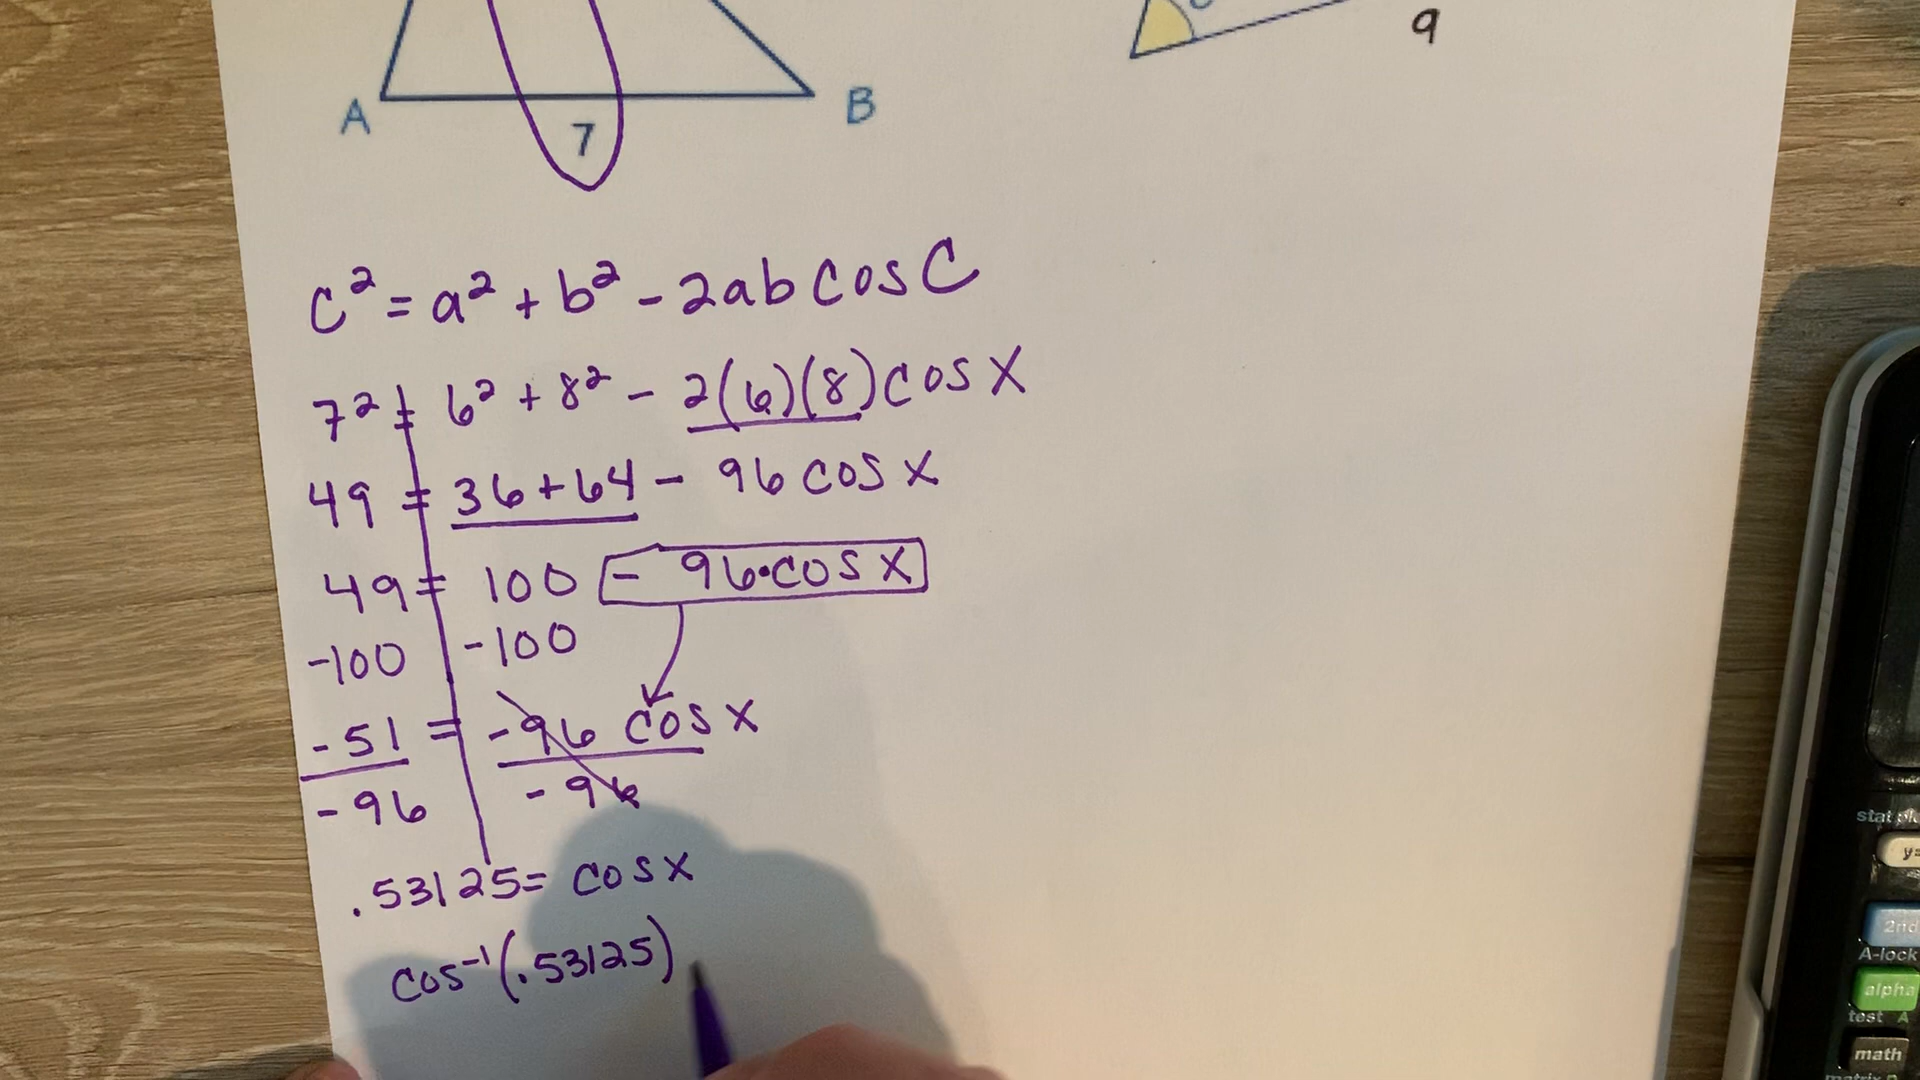 9
A B
7
c² = a² + b² - 2ab cos C
7² = 6² + 8² - 2(6)(8) cos x
49 = 36 + 64 - 96 cos x
49 = 100 - 96•cos x
-100 -100
-51 = -96 cos x
-96 -96
.53125 = cos x
cos⁻¹(.53125)
y=
2nd
A-lock
alpha
test A
math